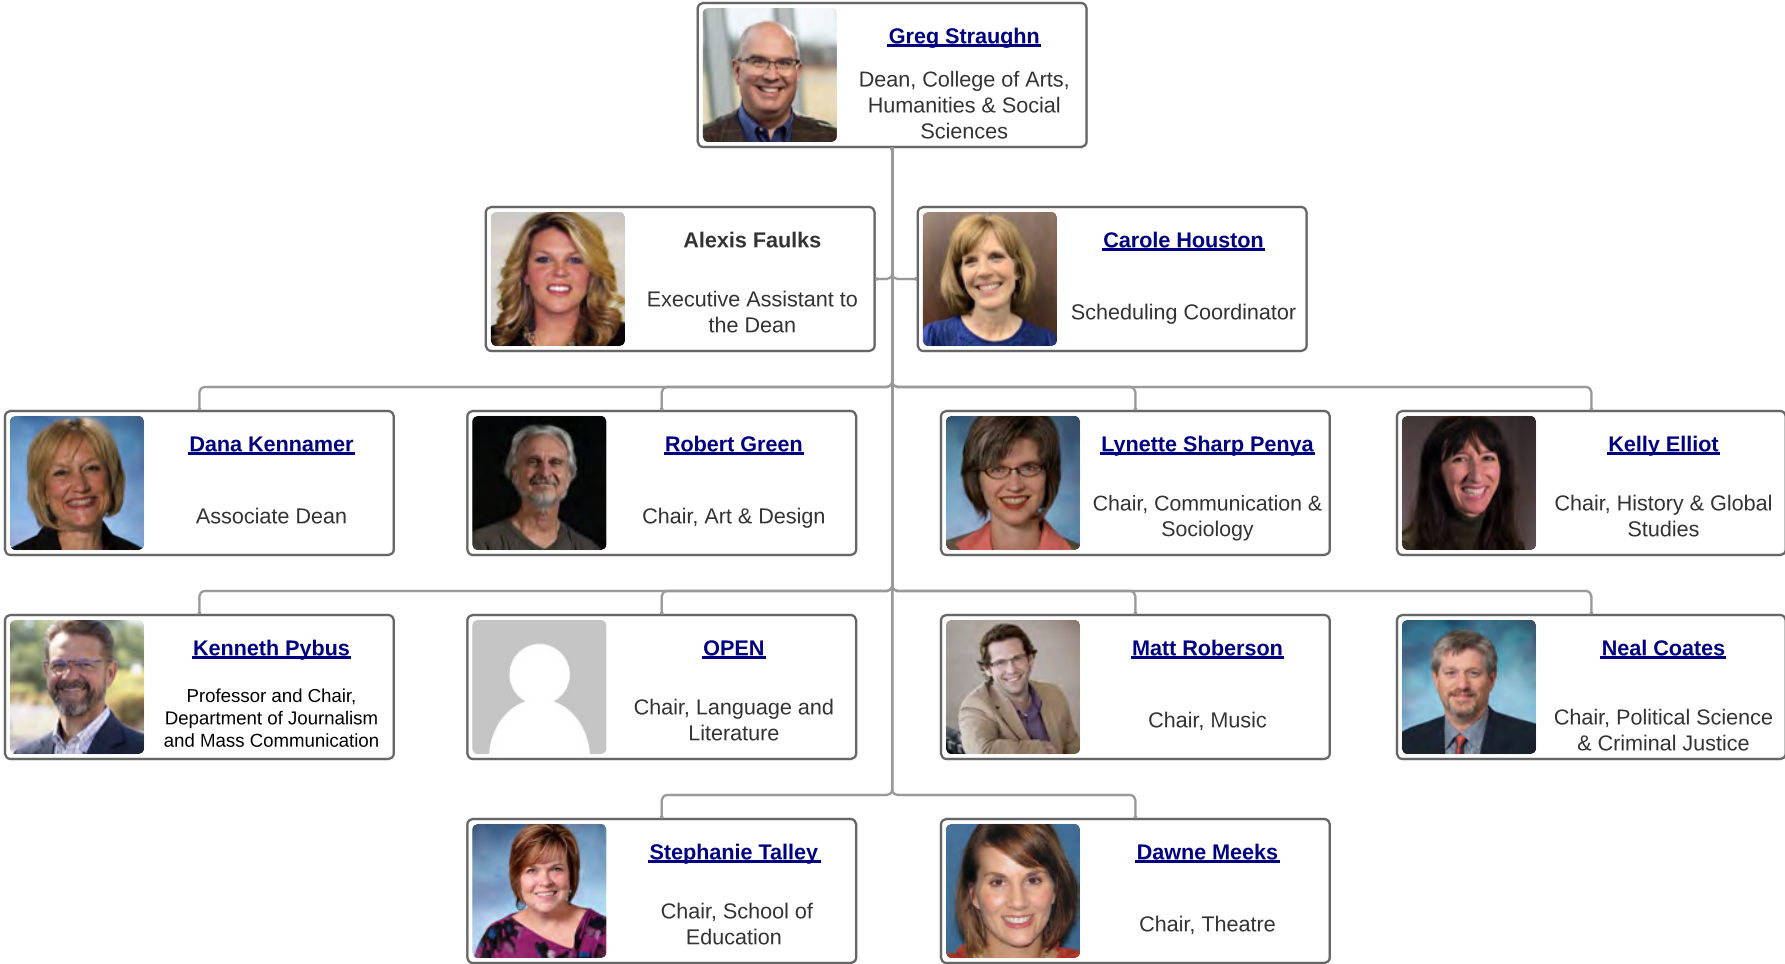 Greg Straughn
Dean, College of Arts,
Humanities & Social
Sciences
Alexis Faulks
Executive Assistant to
the Dean
Carole Houston
Scheduling Coordinator
Dana Kennamer
Associate Dean
Robert Green
Chair, Art & Design
Lynette Sharp Penya
Chair, Communication &
Sociology
Kelly Elliot
Chair, History & Global
Studies
Kenneth Pybus
Professor and Chair,
Department of Journalism
and Mass Communication
OPEN
Chair, Language and
Literature
Matt Roberson
Chair, Music
Neal Coates
Chair, Political Science
& Criminal Justice
Stephanie Talley
Chair, School of
Education
Dawne Meeks
Chair, Theatre